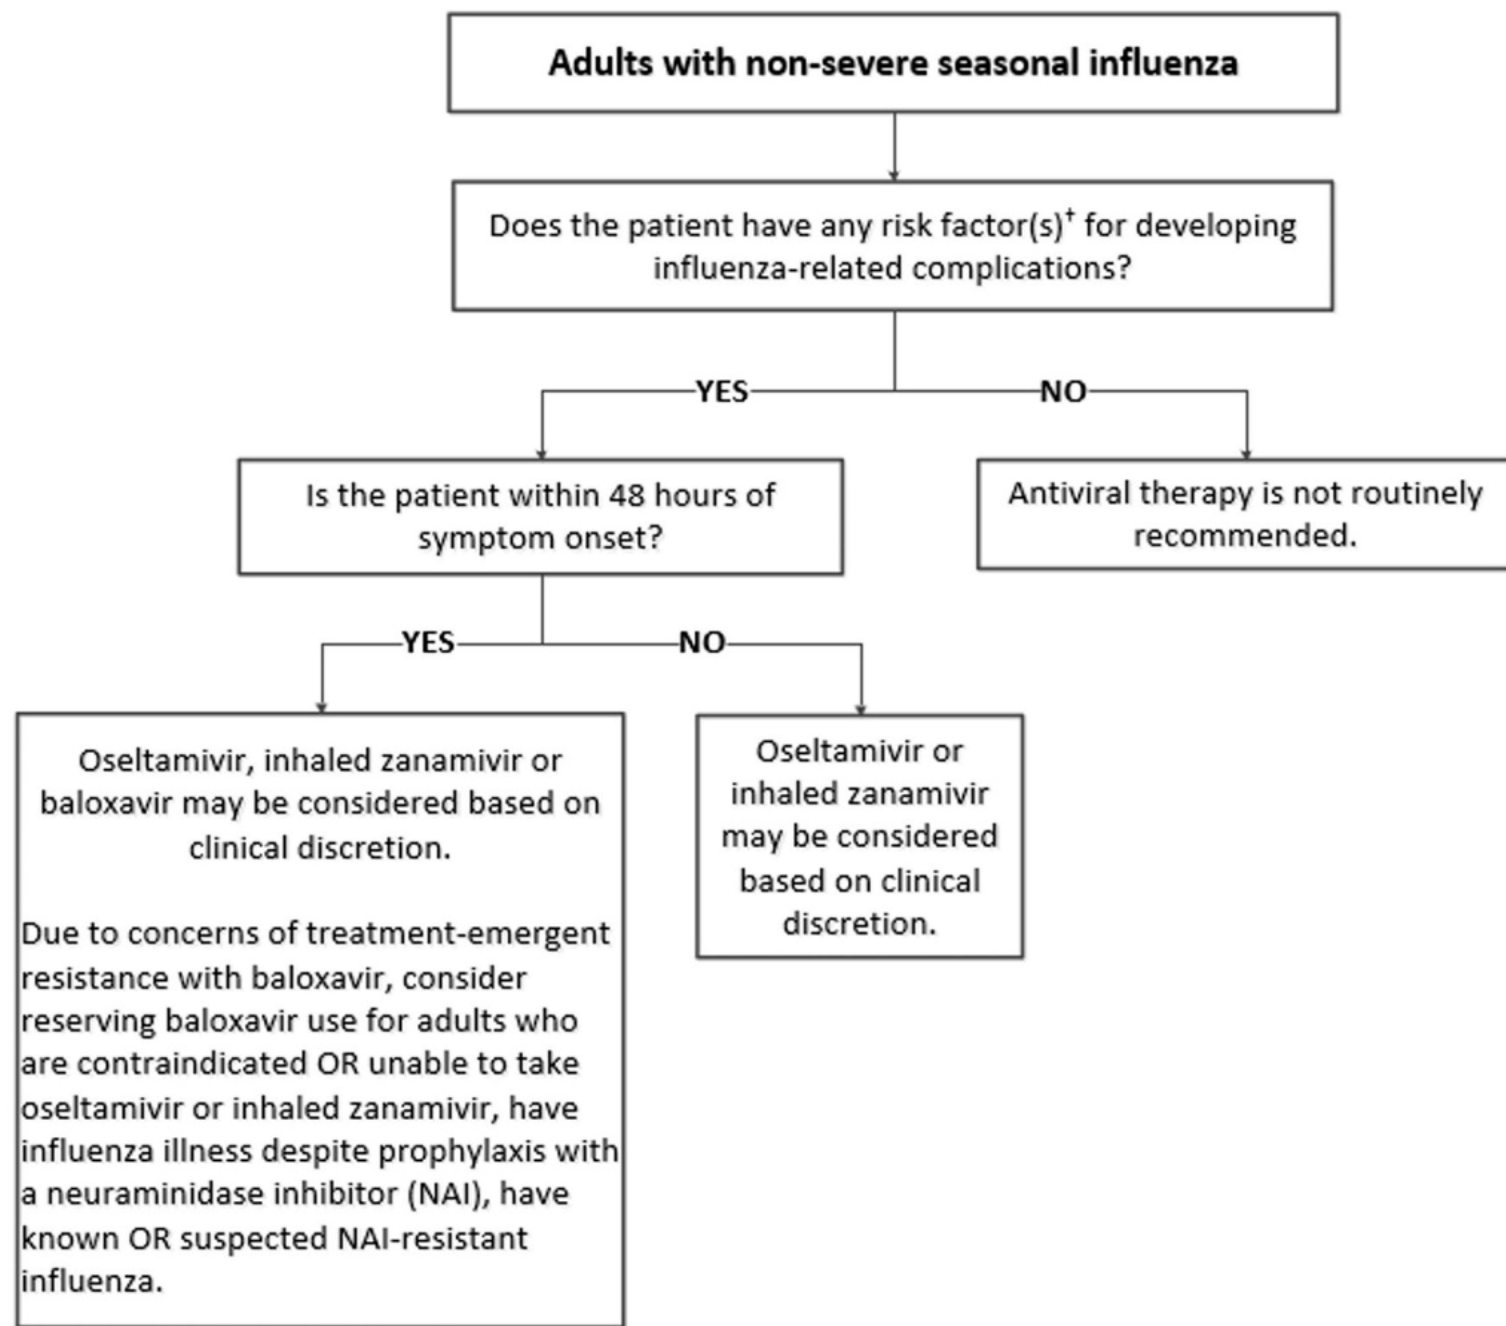 Adults with non-severe seasonal influenza
Does the patient have any risk factor(s)† for developing
influenza-related complications?
YES
NO
Is the patient within 48 hours of
symptom onset?
Antiviral therapy is not routinely
recommended.
YES
NO
Oseltamivir, inhaled zanamivir or
baloxavir may be considered based on
clinical discretion.
Due to concerns of treatment-emergent
resistance with baloxavir, consider
reserving baloxavir use for adults who
are contraindicated OR unable to take
oseltamivir or inhaled zanamivir, have
influenza illness despite prophylaxis with
a neuraminidase inhibitor (NAI), have
known OR suspected NAI-resistant
influenza.
Oseltamivir or
inhaled zanamivir
may be considered
based on clinical
discretion.